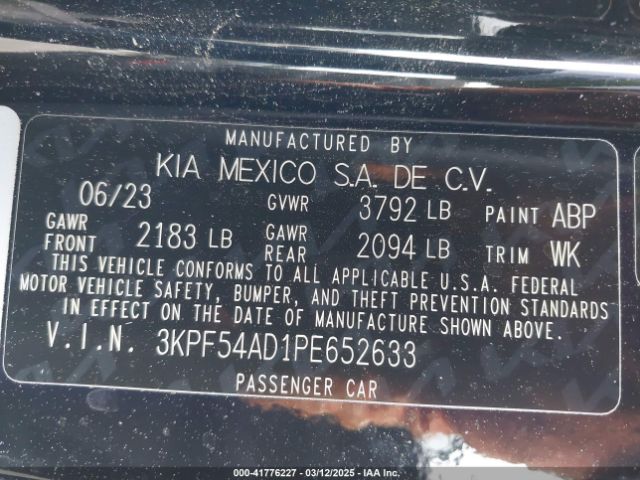 MANUFACTURED BY
KIA MEXICO S.A. DE C.V.
06/23 GVWR 3792 LB PAINT ABP
GAWR FRONT 2183 LB GAWR REAR 2094 LB TRIM WK
THIS VEHICLE CONFORMS TO ALL APPLICABLE U.S.A. FEDERAL
MOTOR VEHICLE SAFETY, BUMPER, AND THEFT PREVENTION STANDARDS
IN EFFECT ON THE DATE OF MANUFACTURE SHOWN ABOVE.
V.I.N. 3KPF54AD1PE652633
PASSENGER CAR
000-41776227 - 03/12/2025 - IAA Inc.